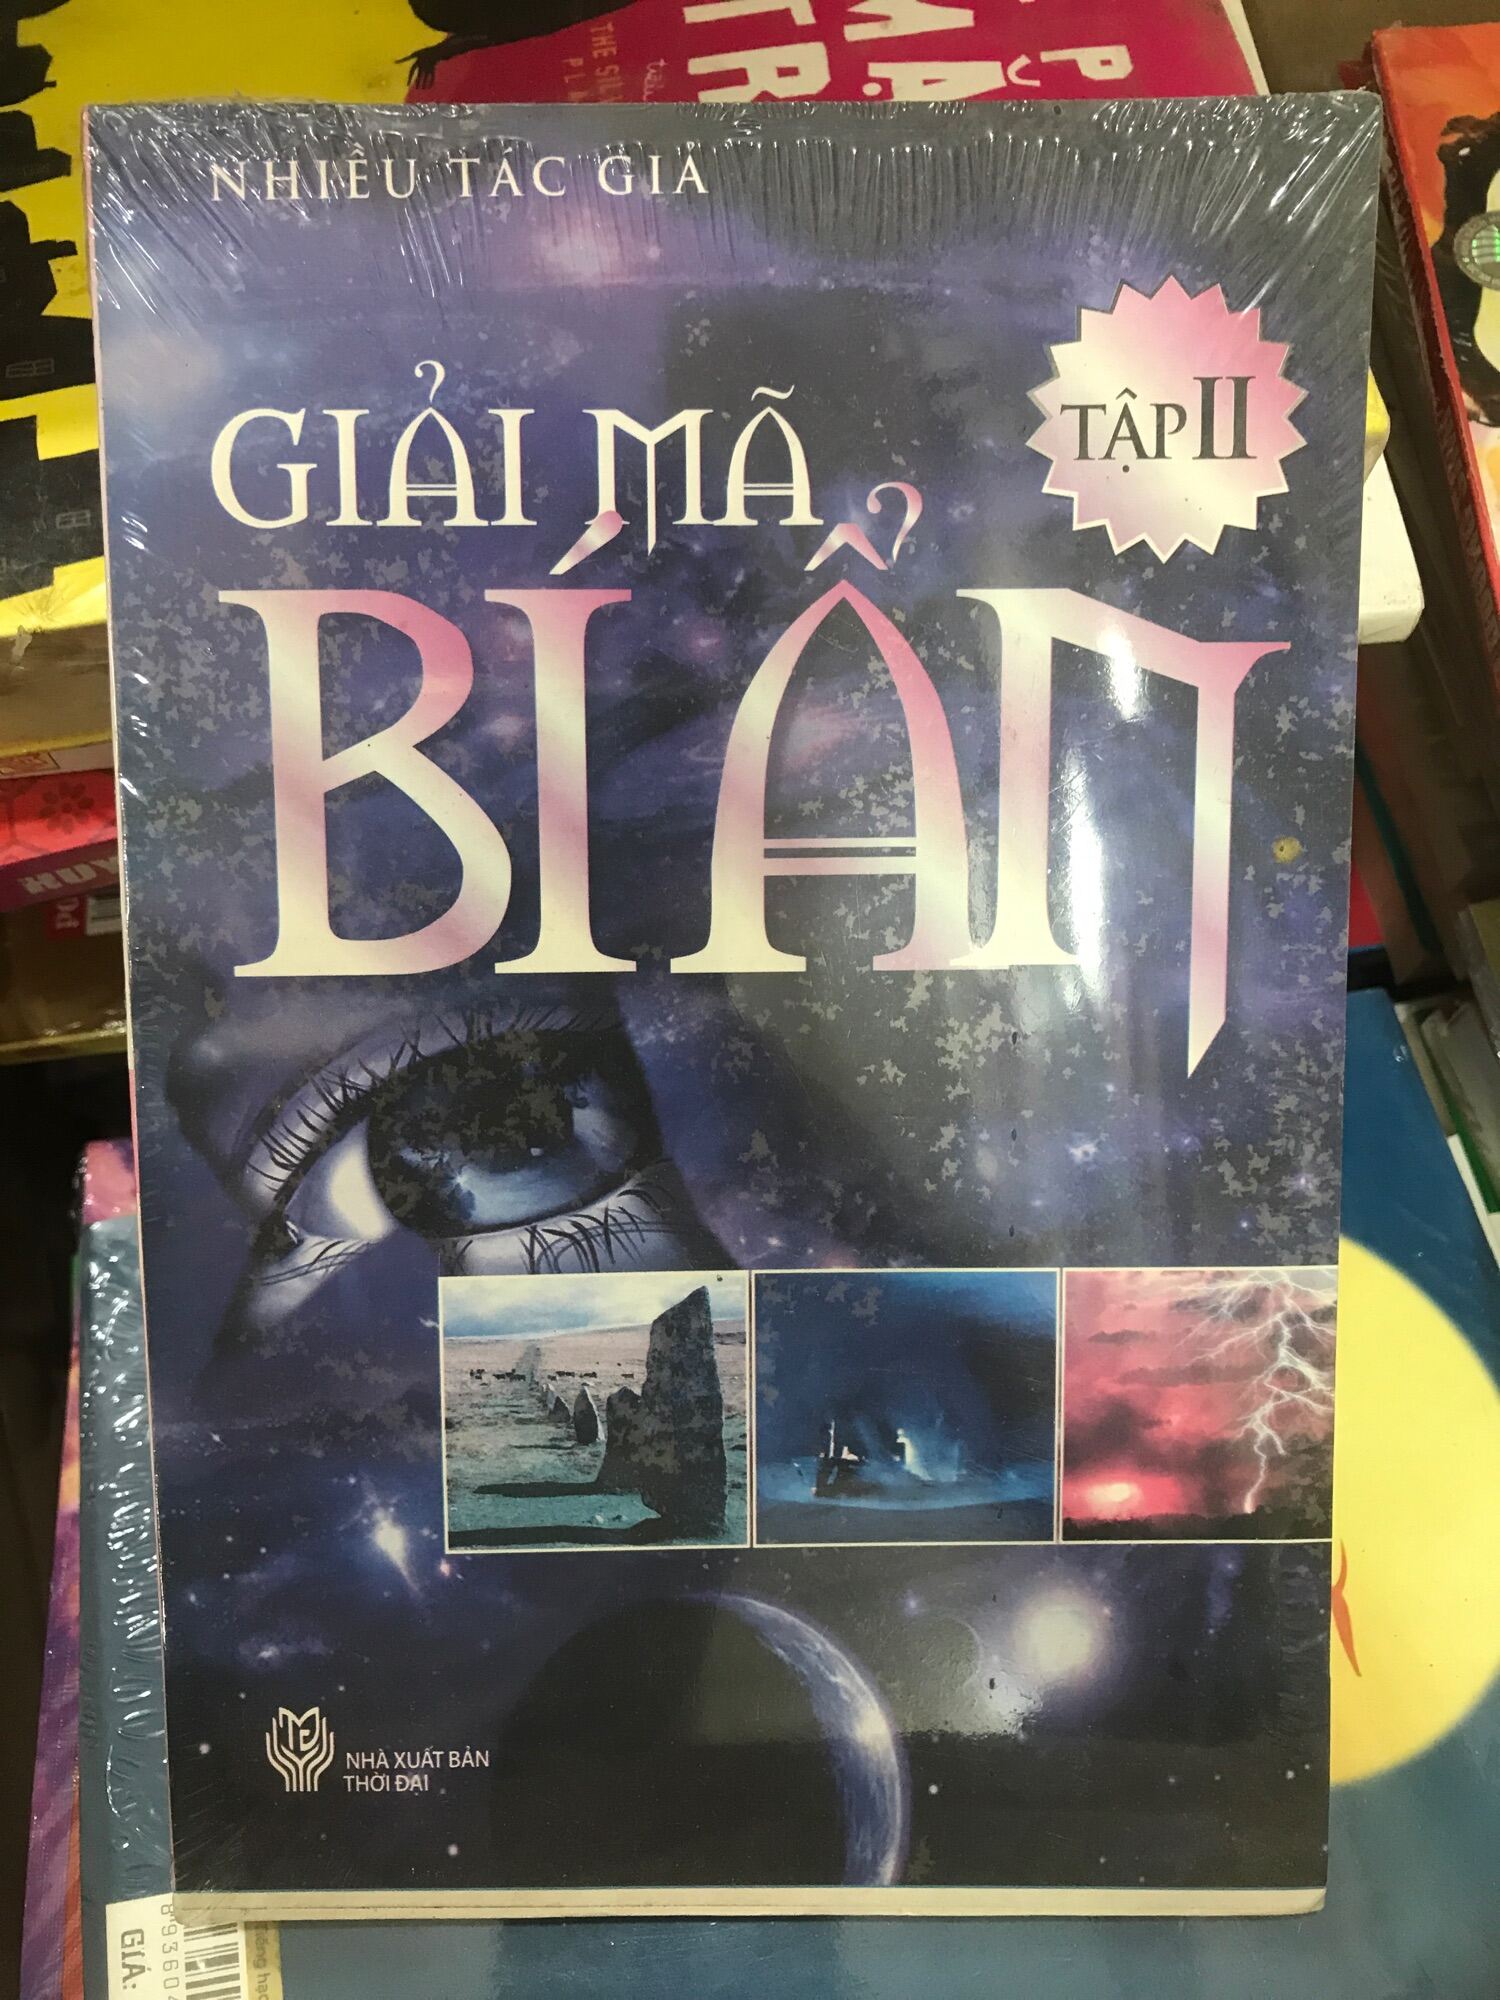 NHIỀU TÁC GIẢ
TẬP II
GIẢI MÃ
BÍ ẨN
NHÀ XUẤT BẢN
THỜI ĐẠI
GIÁ: